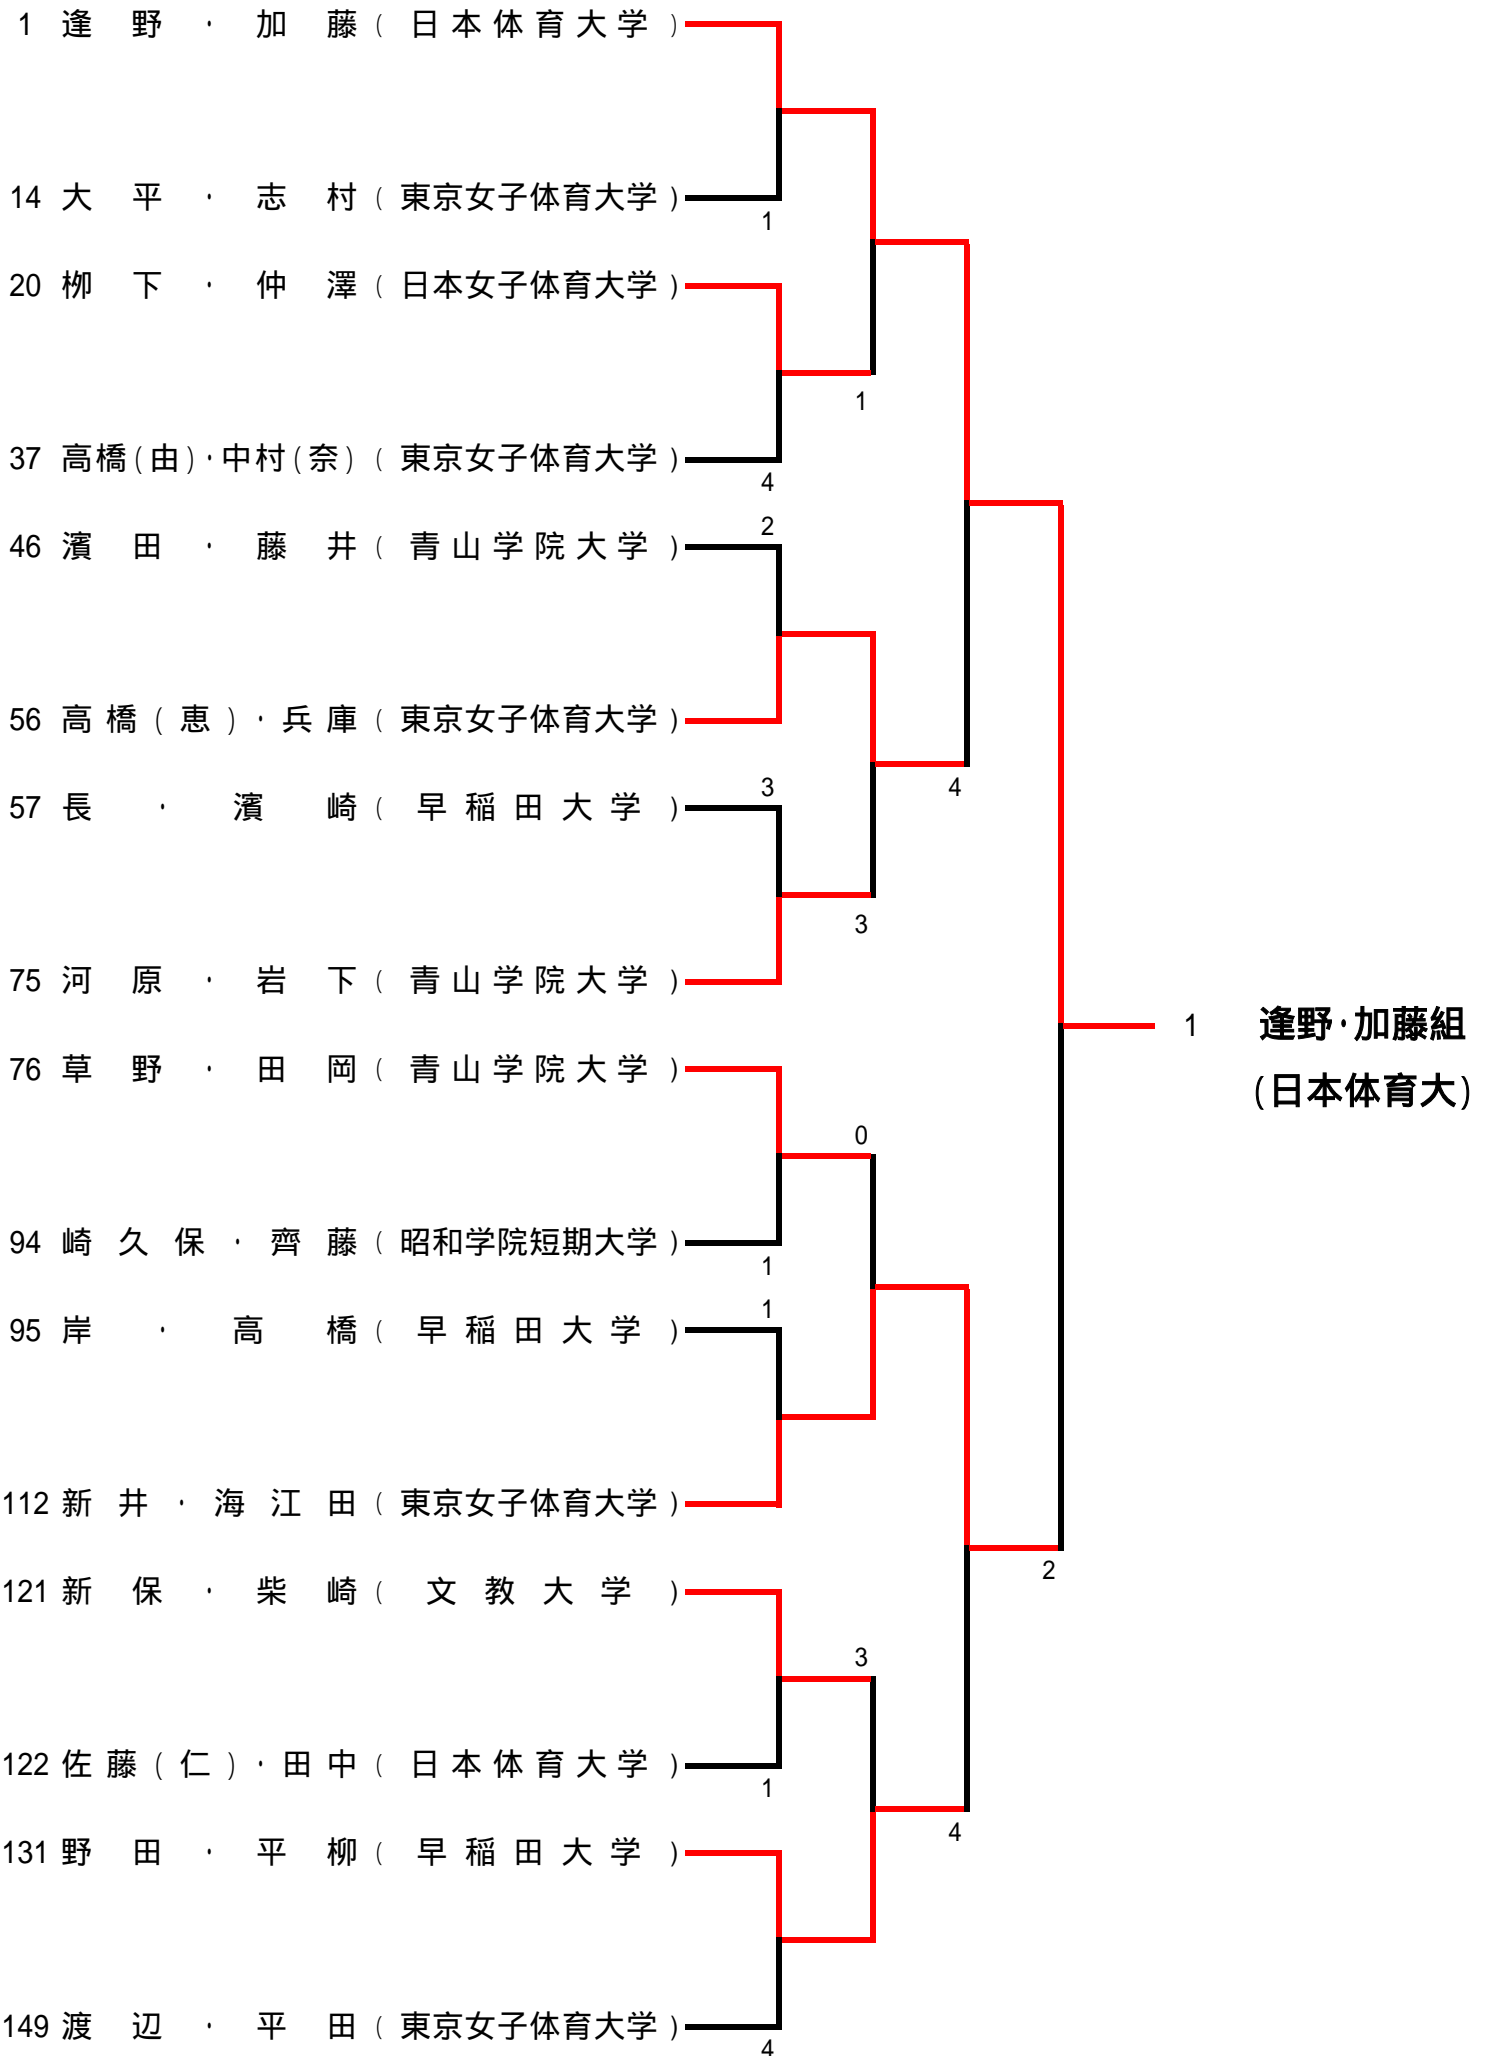 1 逢野・加藤(日本体育大学)
14 大平・志村(東京女子体育大学)
1
20 栁下・仲澤(日本女子体育大学)
1
37 高橋(由)・中村(奈)(東京女子体育大学)
4
2
46 濱田・藤井(青山学院大学)
56 高橋(恵)・兵庫(東京女子体育大学)
4
3
57 長・濱崎(早稲田大学)
3
75 河原・岩下(青山学院大学)
1 逢野・加藤組
(日本体育大)
76 草野・田岡(青山学院大学)
0
94 崎久保・齊藤(昭和学院短期大学)
1
1
95 岸・高橋(早稲田大学)
112 新井・海江田(東京女子体育大学)
2
121 新保・柴崎(文教大学)
3
122 佐藤(仁)・田中(日本体育大学)
1
4
131 野田・平柳(早稲田大学)
149 渡辺・平田(東京女子体育大学)
4